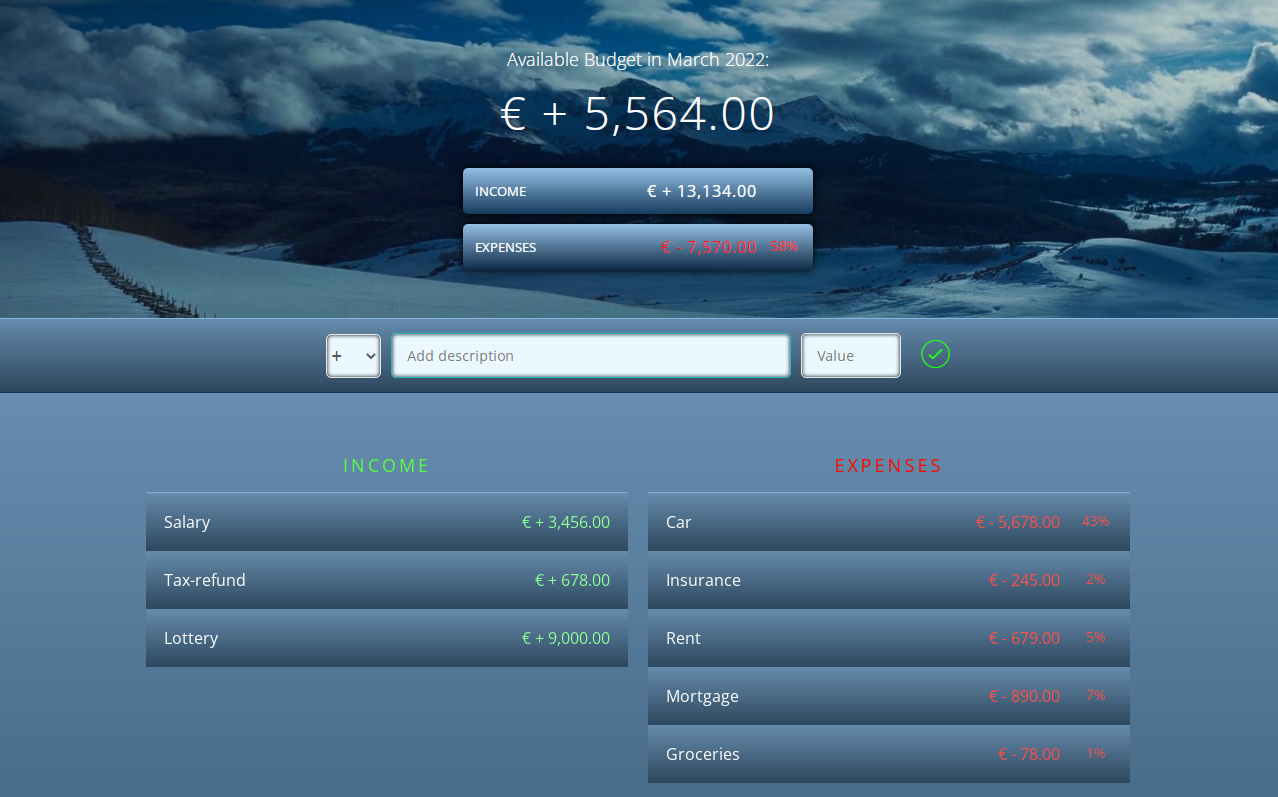 Available Budget in March 2022:
€ + 5,564.00
INCOME € + 13,134.00
EXPENSES € - 7,570.00 58%
+ Add description Value
INCOME
Salary € + 3,456.00
Tax-refund € + 678.00
Lottery € + 9,000.00
EXPENSES
Car € - 5,678.00 43%
Insurance € - 245.00 2%
Rent € - 679.00 5%
Mortgage € - 890.00 7%
Groceries € - 78.00 1%